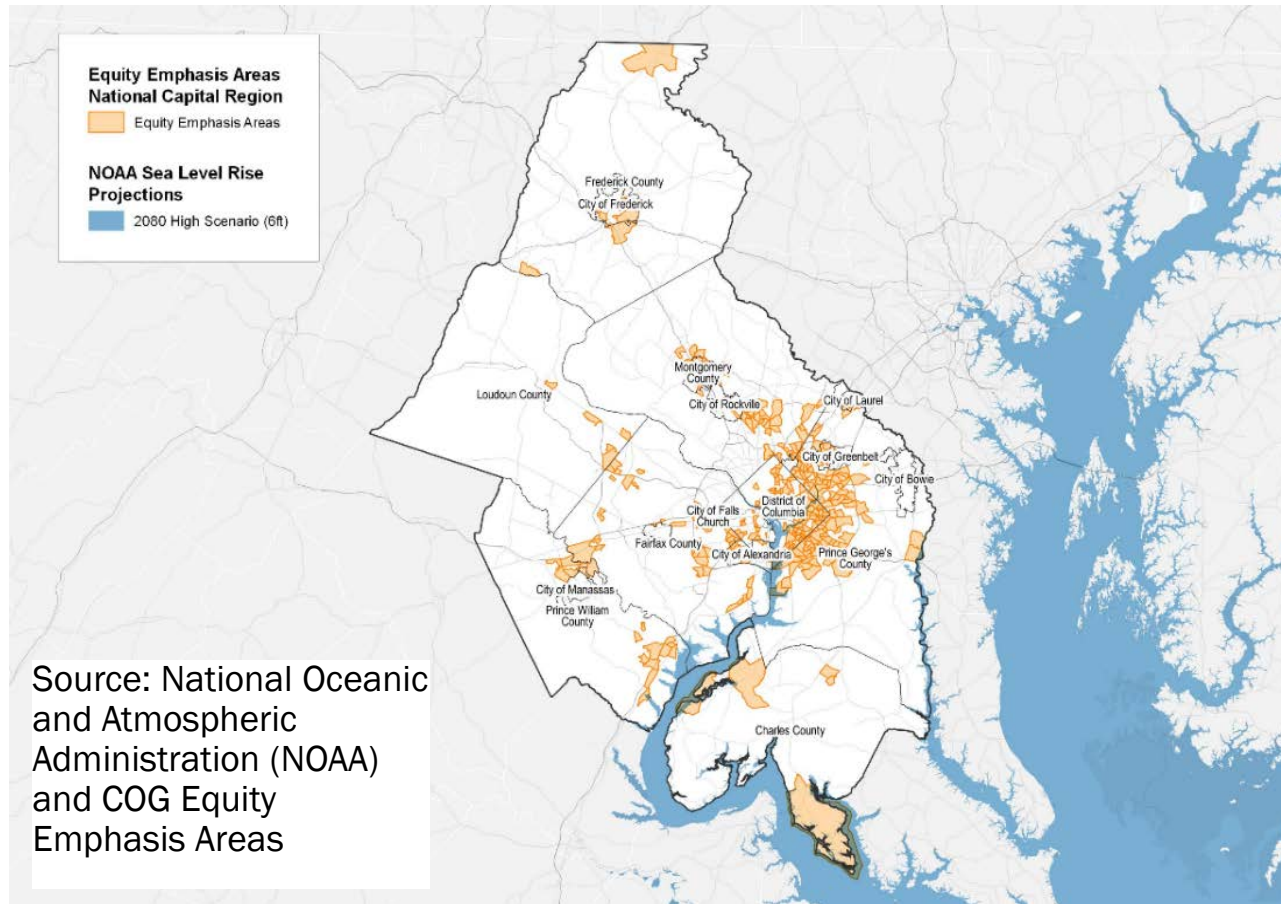 Equity Emphasis Areas
National Capital Region
Equity Emphasis Areas
NOAA Sea Level Rise
Projections
2080 High Scenario (6ft)
Frederick County
City of Frederick
Montgomery
County
Loudoun County
City of Rockville
City of Laurel
City of Greenbelt
City of Bowie
District of
Columbia
City of Falls
Church
Fairfax County
City of Alexandria
Prince George's
County
City of Manassas
Prince William
County
Charles County
Source: National Oceanic
and Atmospheric
Administration (NOAA)
and COG Equity
Emphasis Areas